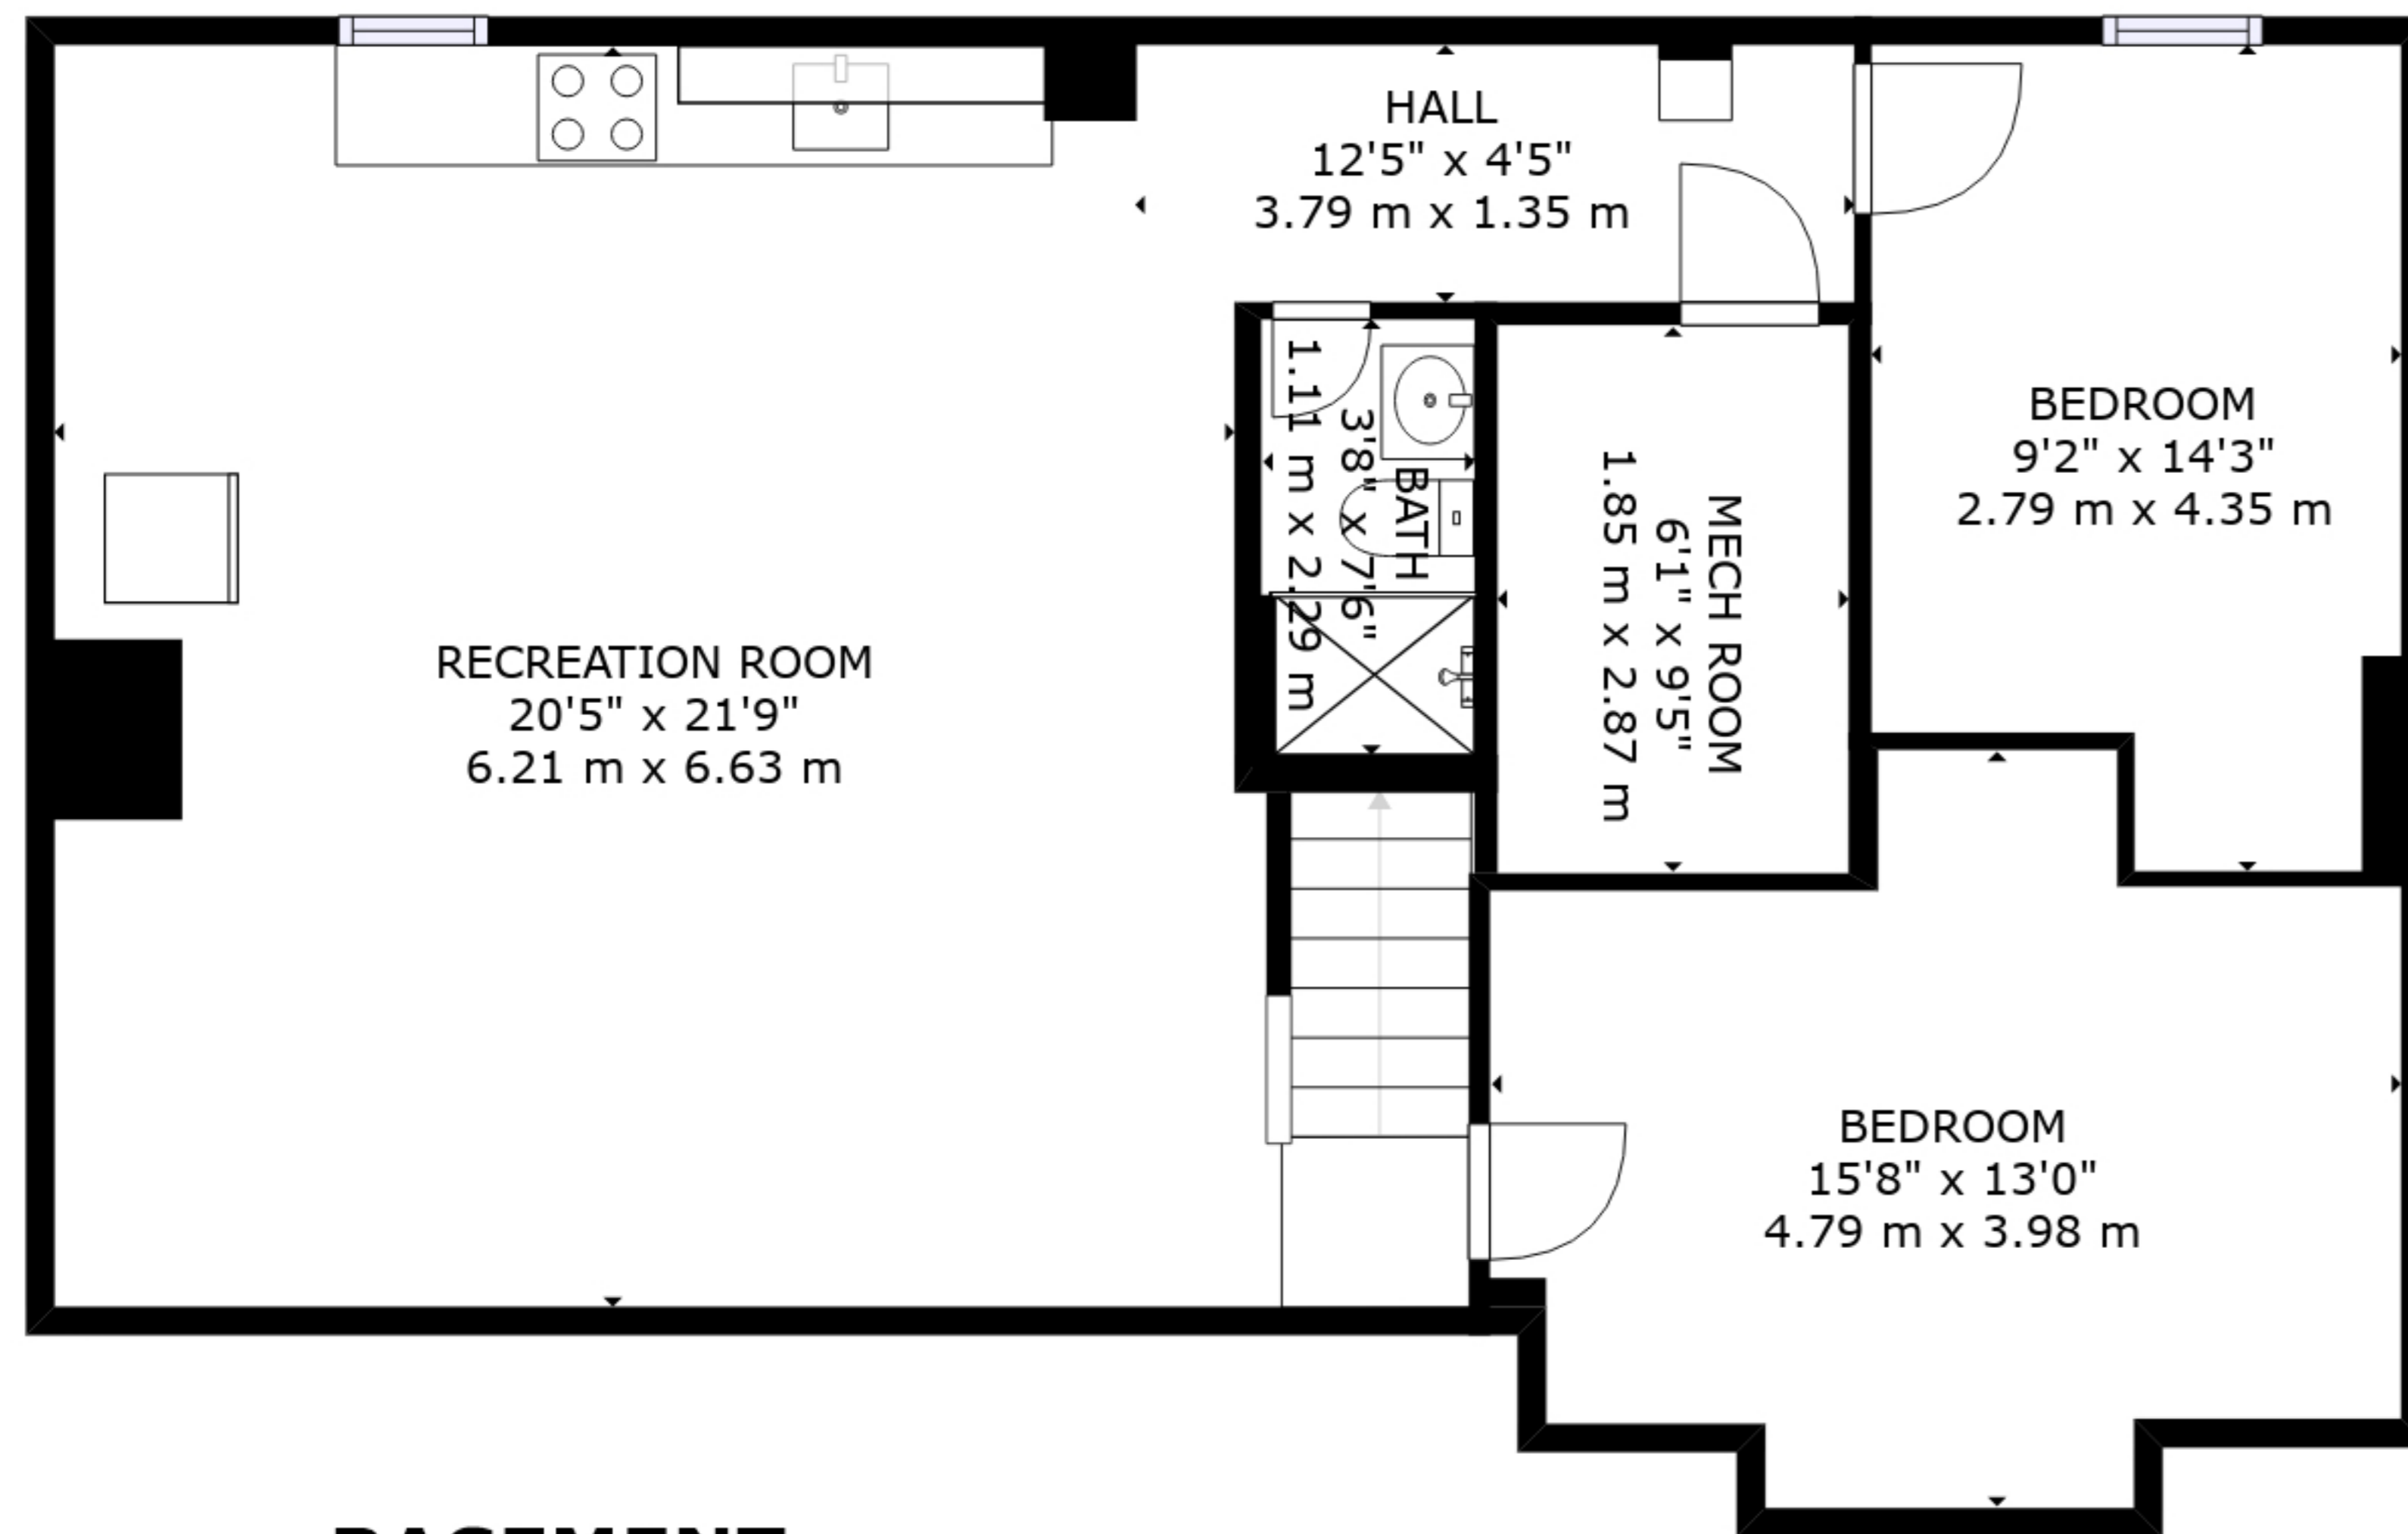 HALL
12'5" x 4'5"
3.79 m x 1.35 m
BEDROOM
9'2" x 14'3"
2.79 m x 4.35 m
BATH
3'8" x 7'6"
1.11 m x 2.29 m
MECH ROOM
6'1" x 9'5"
1.85 m x 2.87 m
RECREATION ROOM
20'5" x 21'9"
6.21 m x 6.63 m
BEDROOM
15'8" x 13'0"
4.79 m x 3.98 m
BASEMENT